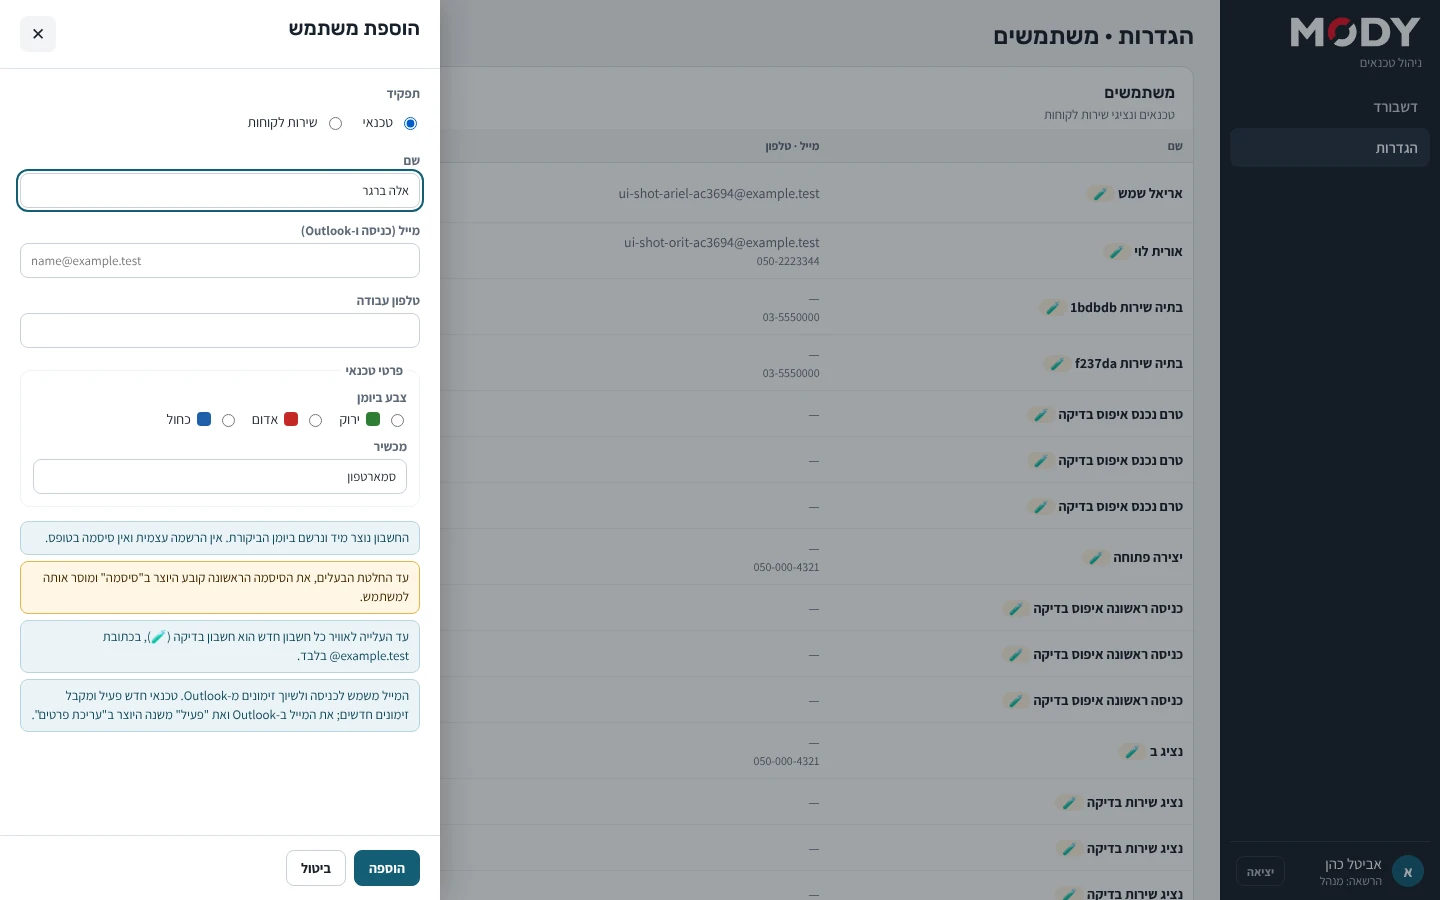 MODY
ניהול טכנאים
דשבורד
הגדרות
אביטל כהן
הרשאה: מנהל
יציאה
א
הגדרות • משתמשים
משתמשים
טכנאים ונציגי שירות לקוחות
שם
מייל · טלפון
אריאל שמש
ui-shot-ariel-ac3694@example.test
אורית לוי
ui-shot-orit-ac3694@example.test
050-2223344
בתיה שירות 1bdbdb
—
03-5550000
בתיה שירות f237da
—
03-5550000
טרם נכנס איפוס בדיקה
—
טרם נכנס איפוס בדיקה
—
טרם נכנס איפוס בדיקה
—
יצירה פתוחה
—
050-000-4321
כניסה ראשונה איפוס בדיקה
—
כניסה ראשונה איפוס בדיקה
—
כניסה ראשונה איפוס בדיקה
—
נציג ב
—
050-000-4321
נציג שירות בדיקה
—
נציג שירות בדיקה
—
נציג שירות בדיקה
—
הוספת משתמש
✕
תפקיד
טכנאי
שירות לקוחות
שם
אלה ברגר
מייל (כניסה ו-Outlook)
name@example.test
טלפון עבודה
פרטי טכנאי
צבע ביומן
ירוק
אדום
כחול
מכשיר
סמארטפון
החשבון נוצר מיד ונרשם ביומן הביקורת. אין הרשמה עצמית ואין סיסמה בטופס.
עד החלטת הבעלים, את הסיסמה הראשונה קובע היוצר ב"סיסמה" ומוסר אותה
למשתמש.
עד העלייה לאוויר כל חשבון חדש הוא חשבון בדיקה (🧪), בכתובת
@example.test בלבד.
המייל משמש לכניסה ולשיוך זימונים מ-Outlook. טכנאי חדש פעיל ומקבל
זימונים חדשים; את המייל ב-Outlook ואת "פעיל" משנה היוצר ב"עריכת פרטים".
הוספה
ביטול